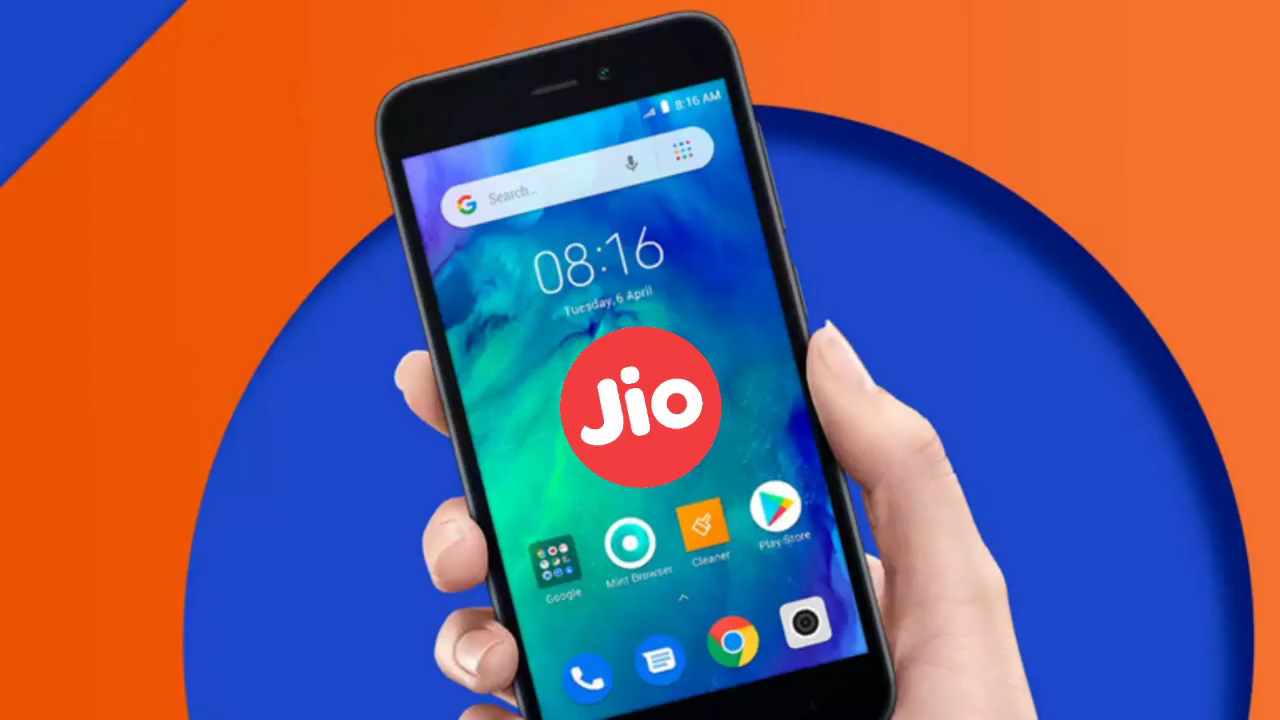 8:16 AM
Search...
08:16
Tuesday, 6 April
Jio
Google
Mint Browser
Cleaner
Play Store